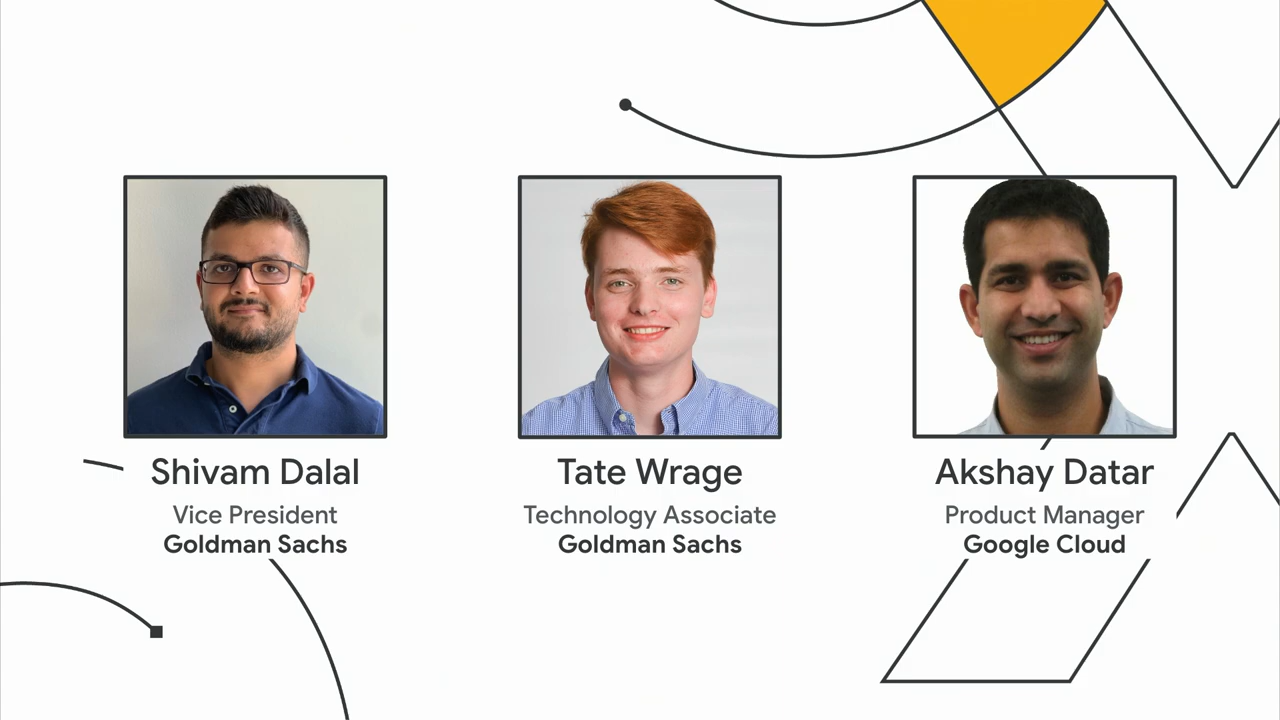 Shivam Dalal
Vice President
Goldman Sachs
Tate Wrage
Technology Associate
Goldman Sachs
Akshay Datar
Product Manager
Google Cloud